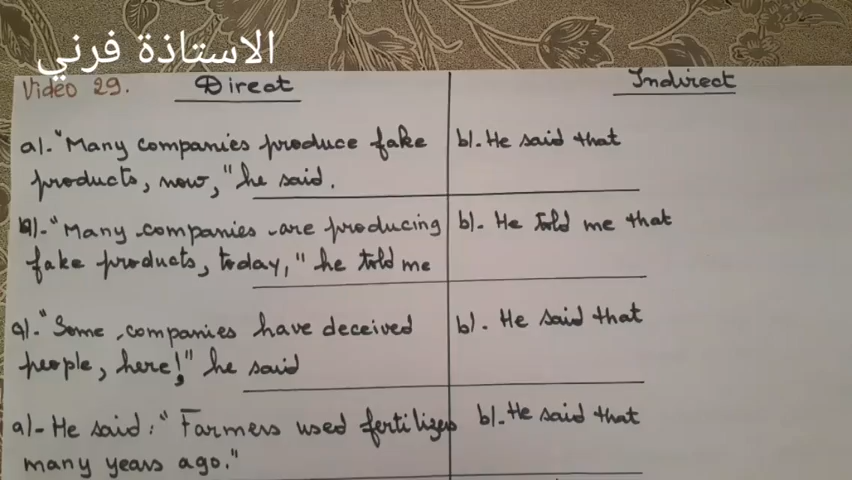 الاستاذة فرني
Video 29.
Direct
Indirect
a)."Many companies produce fake
products, now," he said.
b). He said that
a)-"Many companies are producing
fake products, today," he told me
b)- He told me that
a)-"Some companies have deceived
people, here!," he said
b)- He said that
a)- He said: "Farmers used fertilizers
many years ago."
b)- He said that